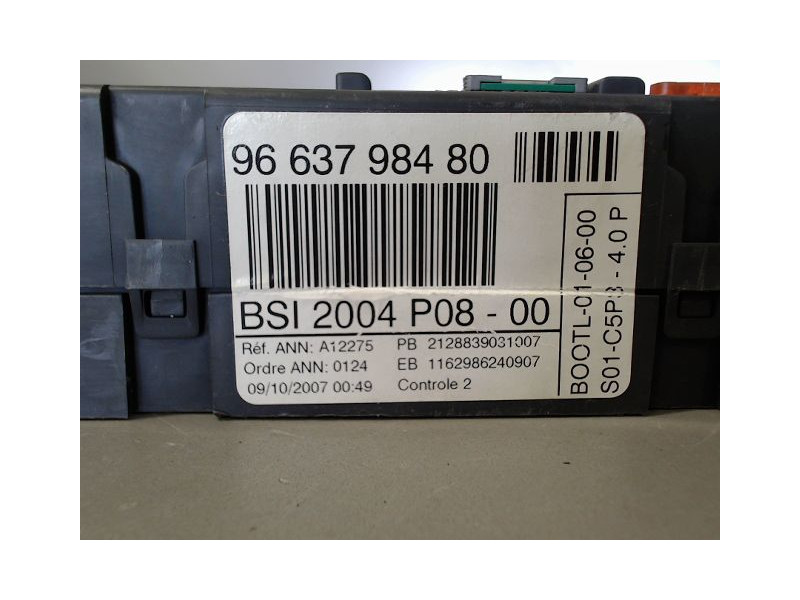 96 637 984 80
BSI 2004 P08 - 00
Réf. ANN: A12275 PB 2128839031007
Ordre ANN: 0124 EB 1162986240907
09/10/2007 00:49 Controle 2
BOOTL-01-06-00
S01-C5P3 - 4.0 P